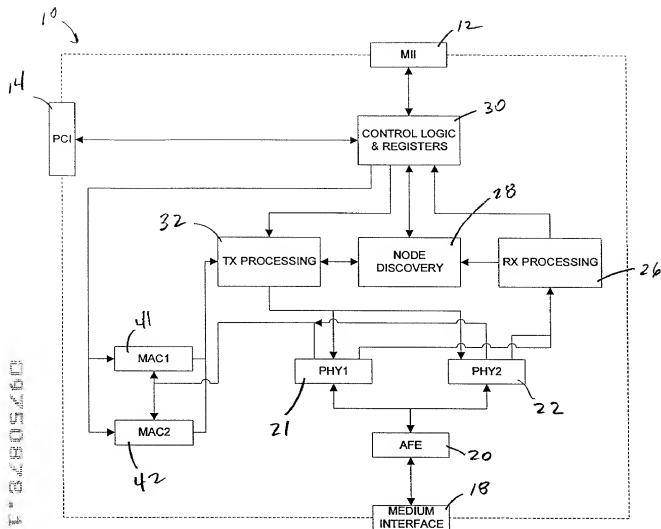 10
12
MII
14
PCI
30
CONTROL LOGIC
& REGISTERS
28
32
TX PROCESSING
NODE
DISCOVERY
RX PROCESSING
26
41
MAC1
PHY1
PHY2
21
22
MAC2
42
AFE
20
18
MEDIUM
INTERFACE